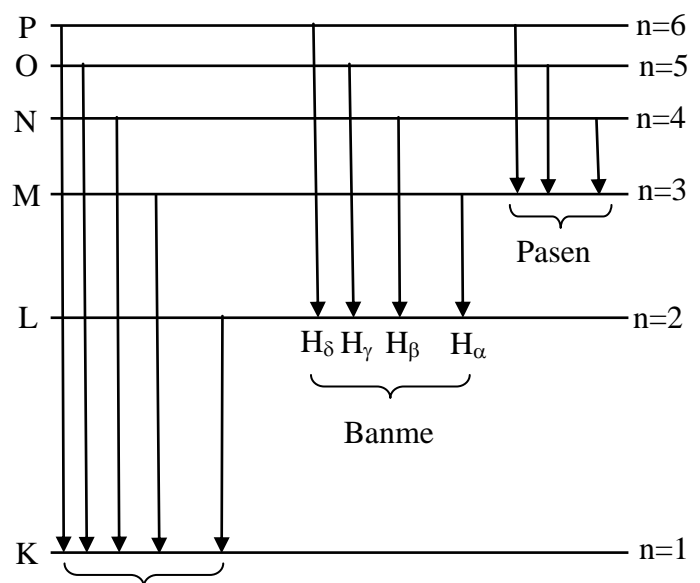 P n=6
O n=5
N n=4
M n=3
Pasen
L n=2
Hδ Hγ Hβ Hα
Banme
K n=1